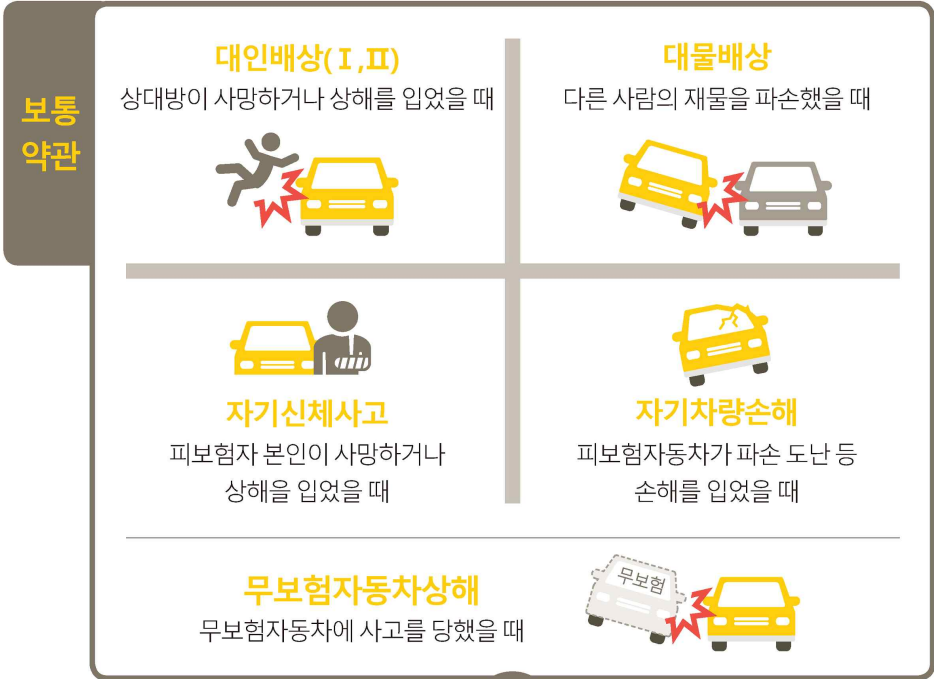 보통
약관
대인배상(Ⅰ,Ⅱ)
상대방이 사망하거나 상해를 입었을 때
대물배상
다른 사람의 재물을 파손했을 때
자기신체사고
피보험자 본인이 사망하거나
상해을 입었을 때
자기차량손해
피보험자동차가 파손 도난 등
손해를 입었을 때
무보험자동차상해
무보험자동차에 사고를 당했을 때
무보험